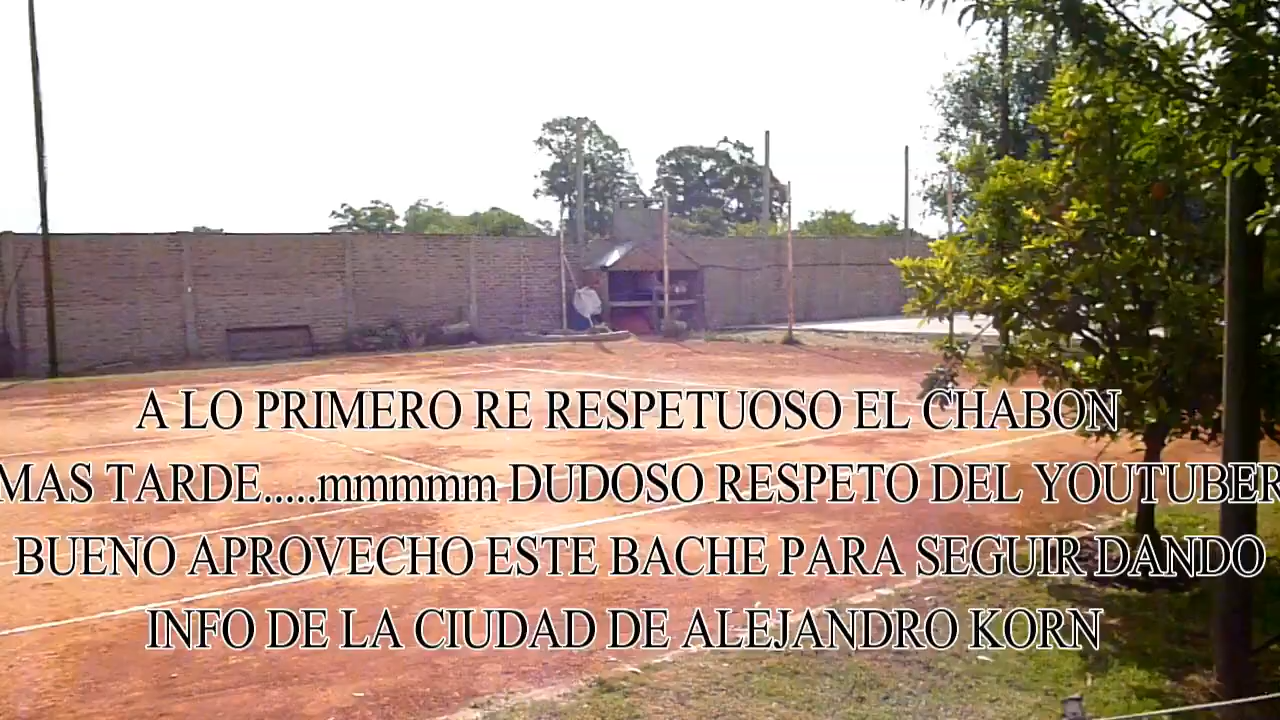 A LO PRIMERO RE RESPETUOSO EL CHABON
MAS TARDE.....mmmmm DUDOSO RESPETO DEL YOUTUBER
BUENO APROVECHO ESTE BACHE PARA SEGUIR DANDO
INFO DE LA CIUDAD DE ALEJANDRO KORN